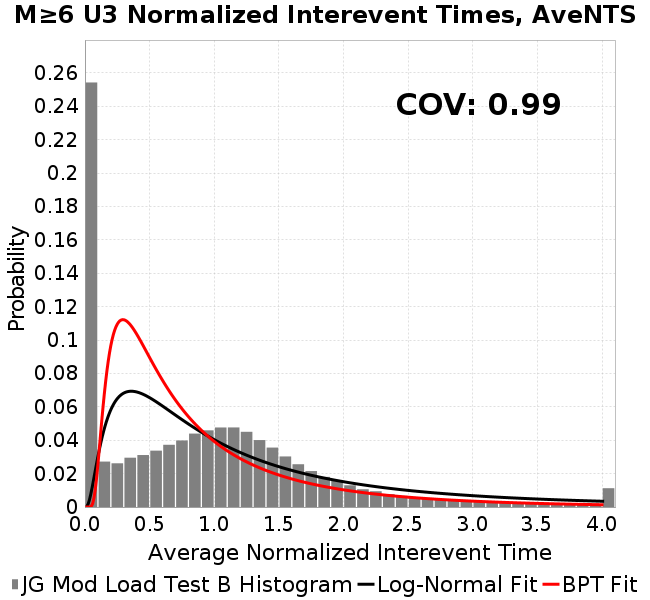 M≥6 U3 Normalized Interevent Times, AveNTS
COV: 0.99
0.26
0.24
0.22
0.2
0.18
0.16
0.14
0.12
0.1
0.08
0.06
0.04
0.02
0
Probability
0.0 0.5 1.0 1.5 2.0 2.5 3.0 3.5 4.0
Average Normalized Interevent Time
JG Mod Load Test B Histogram Log-Normal Fit BPT Fit